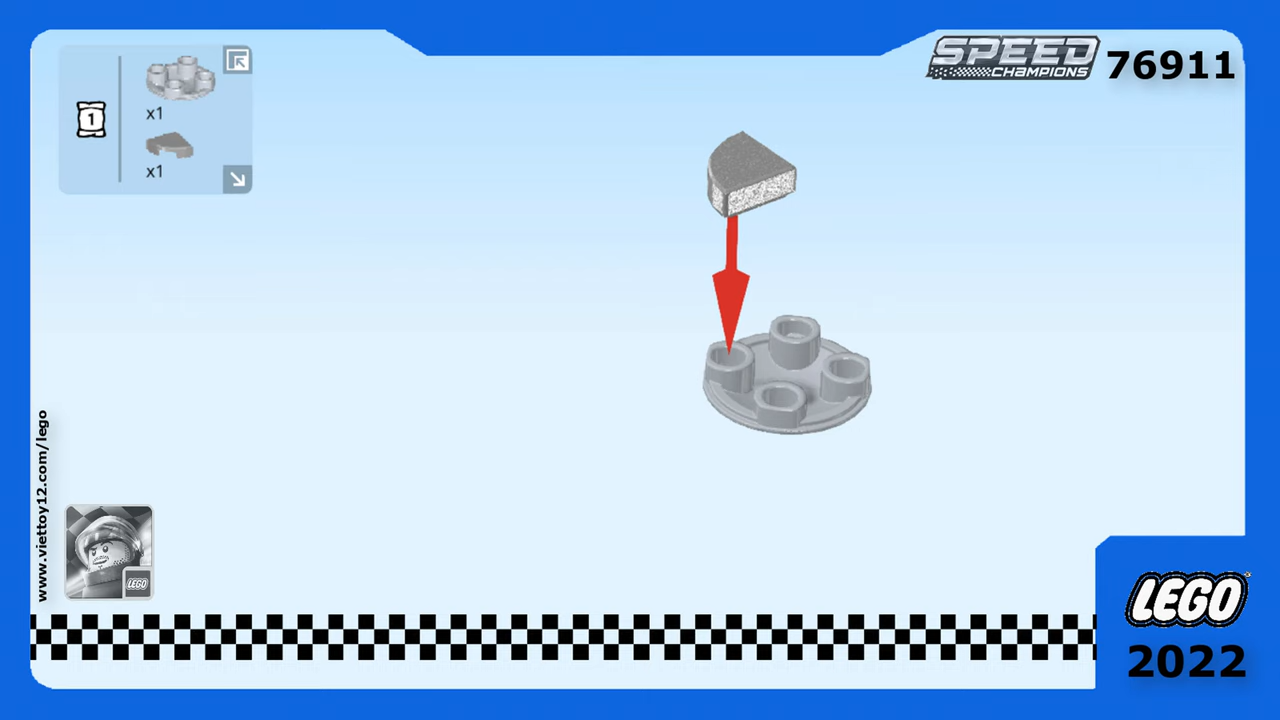 SPEED
CHAMPIONS
76911
1
x1
x1
www.viettoy12.com/lego
LEGO
LEGO
2022